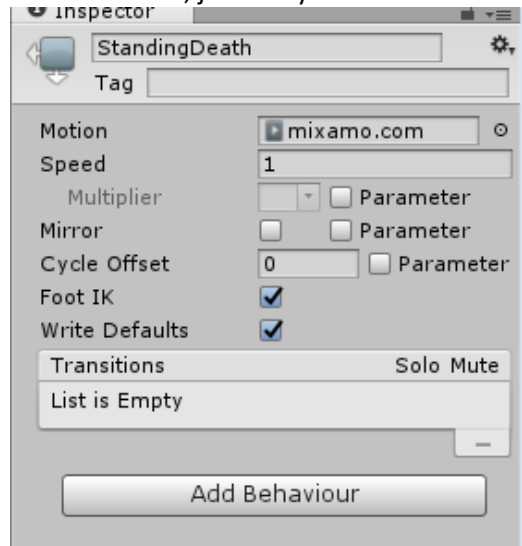 Inspector
StandingDeath
Tag
Motion mixamo.com
Speed 1
Multiplier Parameter
Mirror Parameter
Cycle Offset 0 Parameter
Foot IK
Write Defaults
Transitions Solo Mute
List is Empty
Add Behaviour